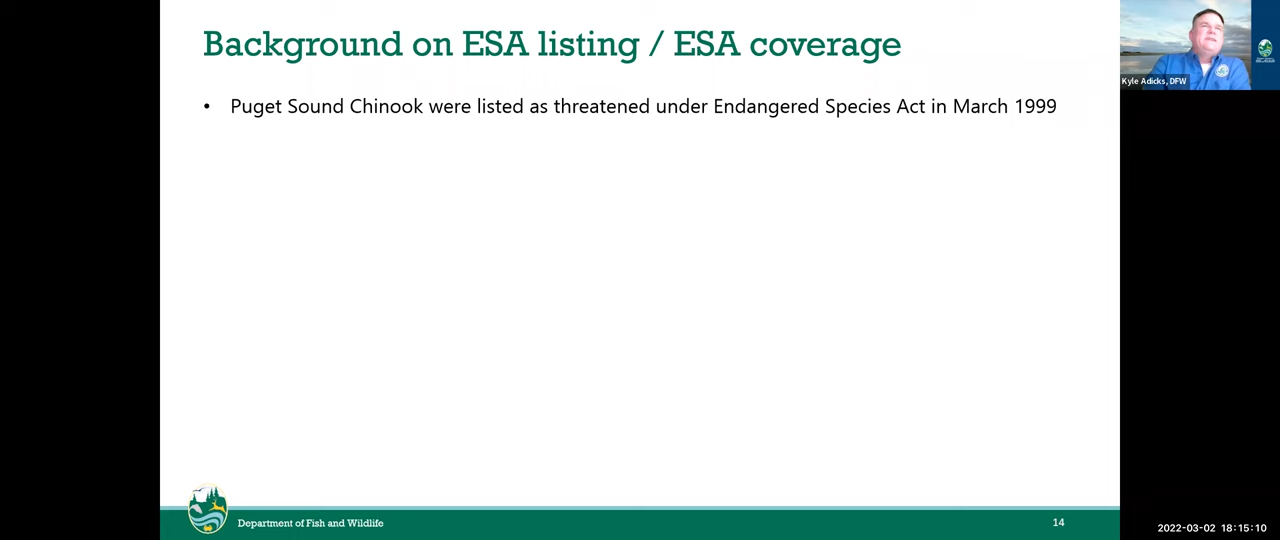 Background on ESA listing / ESA coverage
• Puget Sound Chinook were listed as threatened under Endangered Species Act in March 1999
Kyle Adicks, DFW
Department of Fish and Wildlife
14
2022-03-02 18:15:10